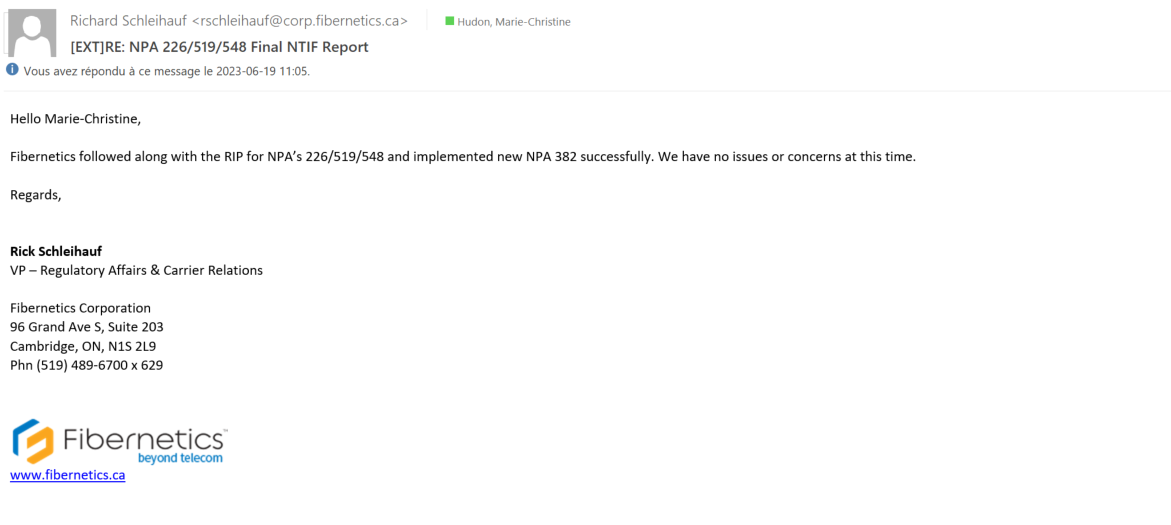 Richard Schleihauf <rschleihauf@corp.fibernetics.ca> Hudon, Marie-Christine
[EXT]RE: NPA 226/519/548 Final NTIF Report
Vous avez répondu à ce message le 2023-06-19 11:05.
Hello Marie-Christine,
Fibernetics followed along with the RIP for NPA's 226/519/548 and implemented new NPA 382 successfully. We have no issues or concerns at this time.
Regards,
Rick Schleihauf
VP – Regulatory Affairs & Carrier Relations
Fibernetics Corporation
96 Grand Ave S, Suite 203
Cambridge, ON, N1S 2L9
Phn (519) 489-6700 x 629
Fibernetics™
beyond telecom
www.fibernetics.ca